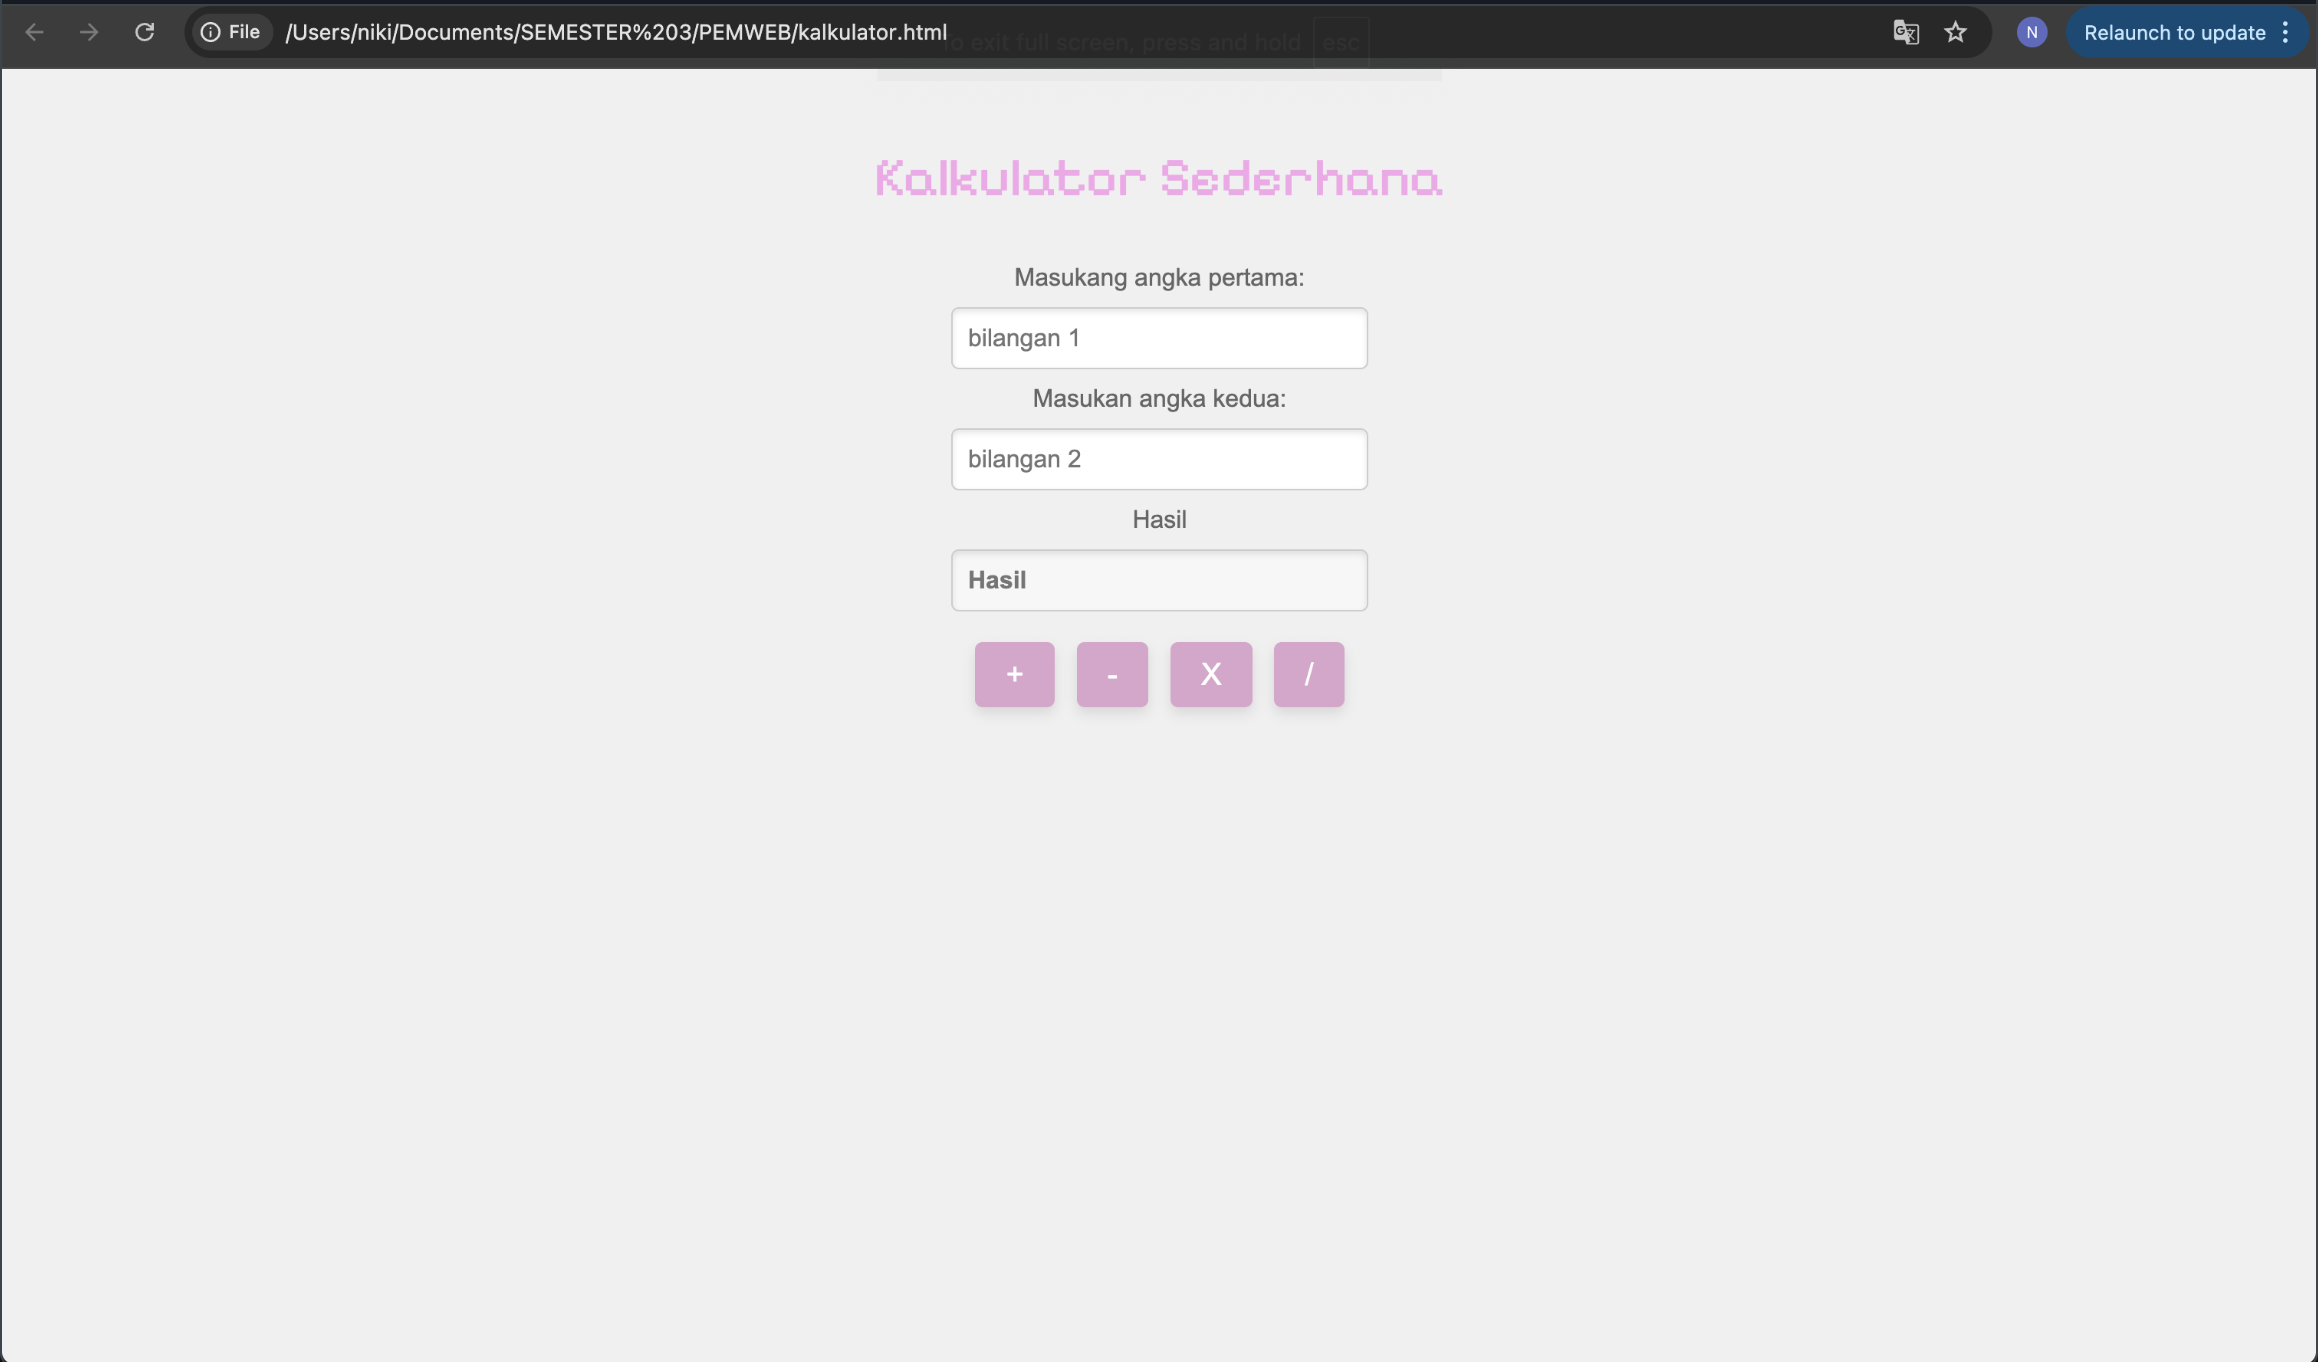 File /Users/niki/Documents/SEMESTER%203/PEMWEB/kalkulator.html
N
Relaunch to update
to exit full screen, press and hold esc
Kalkulator Sederhana
Masukang angka pertama:
bilangan 1
Masukan angka kedua:
bilangan 2
Hasil
Hasil
+ - X /